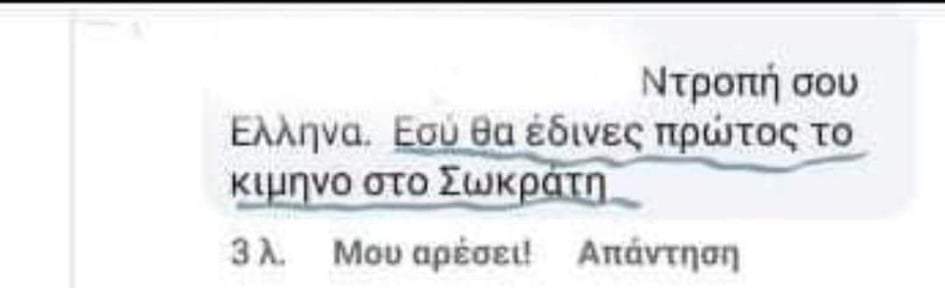 Ντροπή σου
Ελληνα. Εσύ θα έδινες πρώτος το
κιμηνο στο Σωκράτη
3 λ. Μου αρέσει! Απάντηση